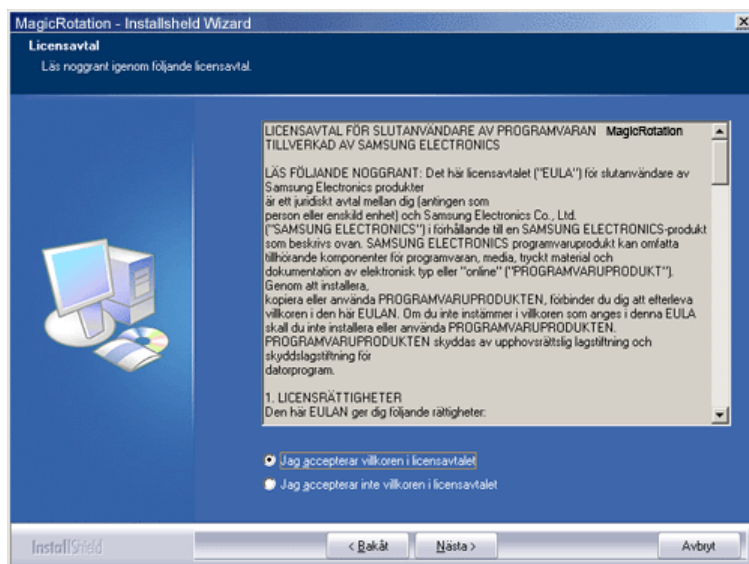 MagicRotation - Installsheld Wizard
Licensavtal
Läs noggrant igenom följande licensavtal.
LICENSAVTAL FÖR SLUTANVÄNDARE AV PROGRAMVARAN MagicRotation
TILLVERKAD AV SAMSUNG ELECTRONICS
LÄS FÖLJANDE NOGGRANT: Det här licensavtalet ("EULA") för slutanvändare av
Samsung Electronics produkter
är ett juridiskt avtal mellan dig (antingen som
person eller enskild enhet) och Samsung Electronics Co., Ltd.
("SAMSUNG ELECTRONICS") i förhållande till en SAMSUNG ELECTRONICS-produkt
som beskrivs ovan. SAMSUNG ELECTRONICS programvaruprodukt kan omfatta
tillhörande komponenter för programvaran, media, tryckt material och
dokumentation av elektronisk typ eller "online" ("PROGRAMVARUPRODUKT").
Genom att installera,
kopiera eller använda PROGRAMVARUPRODUKTEN, förbinder du dig att efterleva
villkoren i den här EULAN. Om du inte instämmer i villkoren som anges i denna EULA
skall du inte installera eller använda PROGRAMVARUPRODUKTEN.
PROGRAMVARUPRODUKTEN skyddas av upphovsrättslig lagstiftning och
skyddslagstiftning för
datorprogram.
1. LICENSRÄTTIGHETER
Den här EULAN ger dig följande rättigheter:
Jag accepterar villkoren i licensavtalet
Jag accepterar inte villkoren i licensavtalet
InstallShield
< Bakåt
Nästa >
Avbryt